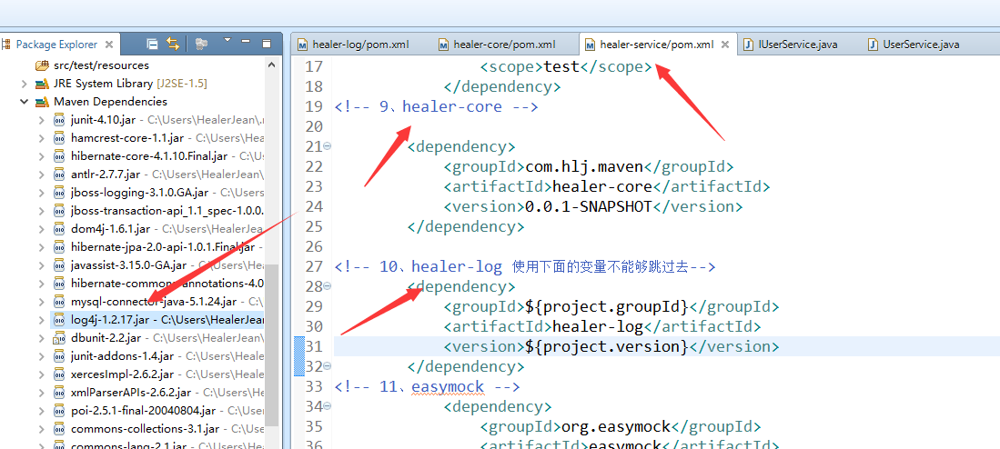 Package Explorer
src/test/resources
JRE System Library [J2SE-1.5]
Maven Dependencies
junit-4.10.jar - C:\Users\HealerJean\.r
hamcrest-core-1.1.jar - C:\Users\Heale
hibernate-core-4.1.10.Final.jar - C:\Use
antlr-2.7.7.jar - C:\Users\HealerJean\.m
jboss-logging-3.1.0.GA.jar - C:\Users\H
jboss-transaction-api_1.1_spec-1.0.0.
dom4j-1.6.1.jar - C:\Users\HealerJean\
hibernate-jpa-2.0-api-1.0.1.Final.jar - C
javassist-3.15.0-GA.jar - C:\Users\Heal
hibernate-commons-annotations-4.0
mysql-connector-java-5.1.24.jar - C:\
log4j-1.2.17.jar - C:\Users\HealerJean\
dbunit-2.2.jar - C:\Users\HealerJean\.m
junit-addons-1.4.jar - C:\Users\HealerJ
xercesImpl-2.6.2.jar - C:\Users\HealerJ
xmlParserAPIs-2.6.2.jar - C:\Users\Hea
poi-2.5.1-final-20040804.jar - C:\Users
commons-collections-3.1.jar - C:\Users
commons-lang-2.1.jar - C:\Users\Heal
healer-log/pom.xml healer-core/pom.xml healer-service/pom.xml IUserService.java UserService.java
17 <scope>test</scope>
18 </dependency>
19 <!-- 9、healer-core -->
20
21 <dependency>
22 <groupId>com.hlj.maven</groupId>
23 <artifactId>healer-core</artifactId>
24 <version>0.0.1-SNAPSHOT</version>
25 </dependency>
26
27 <!-- 10、healer-log 使用下面的变量不能够跳过去-->
28 <dependency>
29 <groupId>${project.groupId}</groupId>
30 <artifactId>healer-log</artifactId>
31 <version>${project.version}</version>
32 </dependency>
33 <!-- 11、easymock -->
34 <dependency>
35 <groupId>org.easymock</groupId>
36 <artifactId>easymock</artifactId>